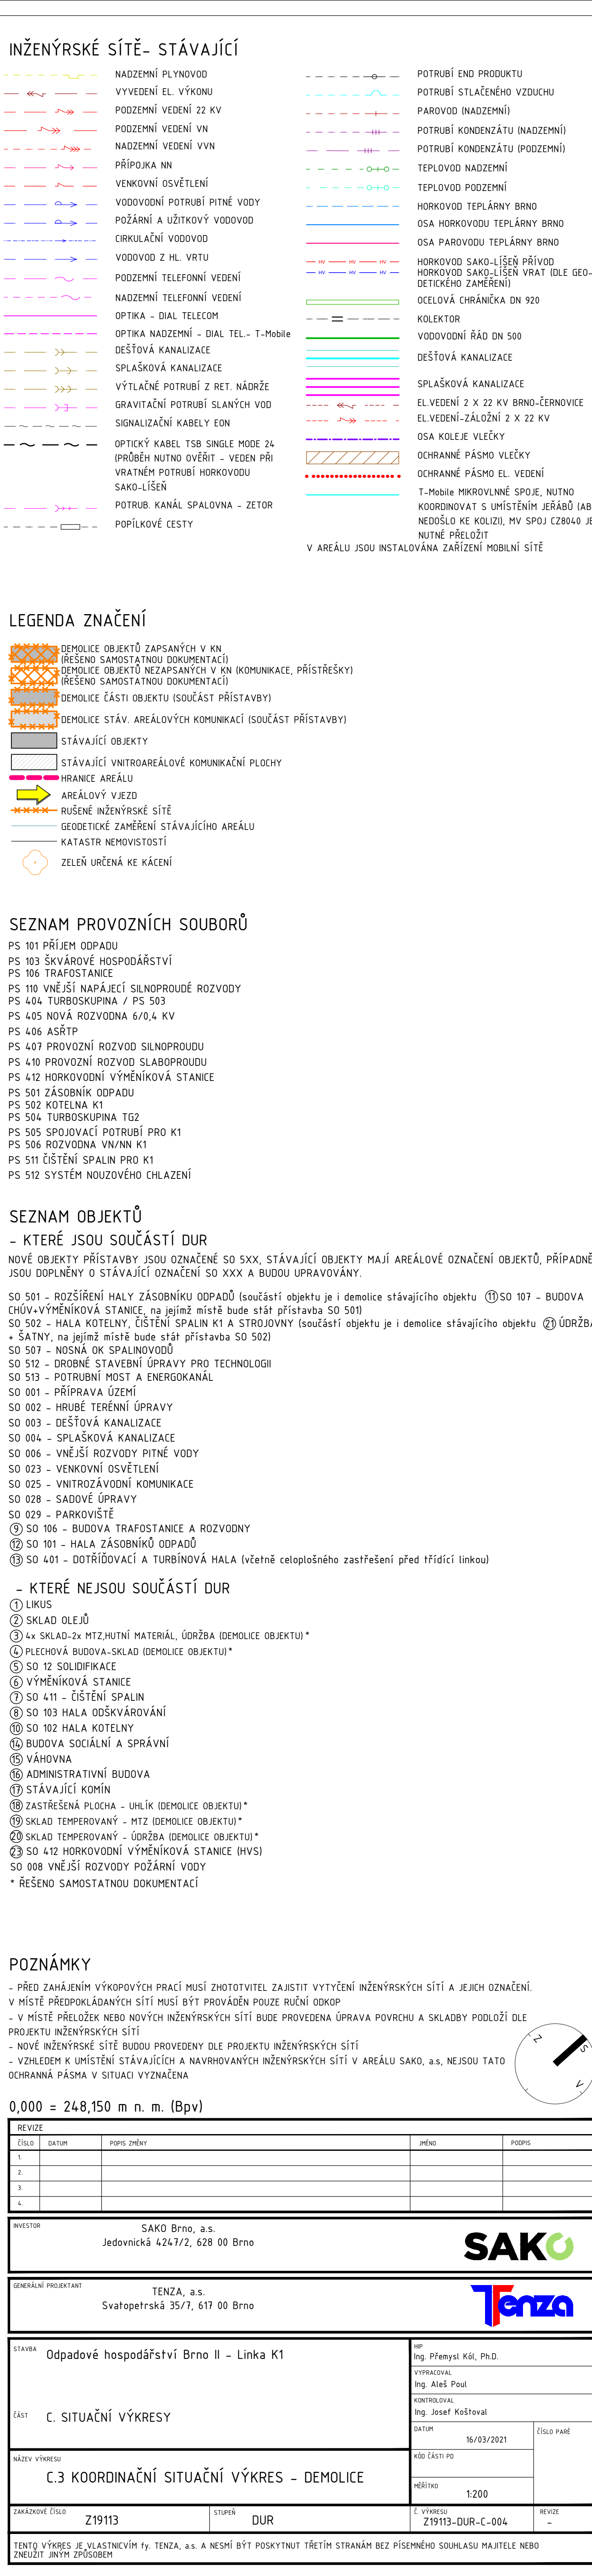 INŽENÝRSKÉ SÍTĚ- STÁVAJÍCÍ
NADZEMNÍ PLYNOVOD
VYVEDENÍ EL. VÝKONU
PODZEMNÍ VEDENÍ 22 KV
PODZEMNÍ VEDENÍ VN
NADZEMNÍ VEDENÍ VVN
PŘÍPOJKA NN
VENKOVNÍ OSVĚTLENÍ
VODOVODNÍ POTRUBÍ PITNÉ VODY
POŽÁRNÍ A UŽITKOVÝ VODOVOD
CIRKULAČNÍ VODOVOD
VODOVOD Z HL. VRTU
PODZEMNÍ TELEFONNÍ VEDENÍ
NADZEMNÍ TELEFONNÍ VEDENÍ
OPTIKA - DIAL TELECOM
OPTIKA NADZEMNÍ - DIAL TEL.- T-Mobile
DEŠŤOVÁ KANALIZACE
SPLAŠKOVÁ KANALIZACE
VÝTLAČNÉ POTRUBÍ Z RET. NÁDRŽE
GRAVITAČNÍ POTRUBÍ SLANÝCH VOD
SIGNALIZAČNÍ KABELY EON
OPTICKÝ KABEL TSB SINGLE MODE 24
(PRŮBĚH NUTNO OVĚŘIT - VEDEN PŘI
VRATNÉM POTRUBÍ HORKOVODU
SAKO-LÍŠEŇ
POTRUB. KANÁL SPALOVNA - ZETOR
POPÍLKOVÉ CESTY
POTRUBÍ END PRODUKTU
POTRUBÍ STLAČENÉHO VZDUCHU
PAROVOD (NADZEMNÍ)
POTRUBÍ KONDENZÁTU (NADZEMNÍ)
POTRUBÍ KONDENZÁTU (PODZEMNÍ)
TEPLOVOD NADZEMNÍ
TEPLOVOD PODZEMNÍ
HORKOVOD TEPLÁRNY BRNO
OSA HORKOVODU TEPLÁRNY BRNO
OSA PAROVODU TEPLÁRNY BRNO
HV HV HV HORKOVOD SAKO-LÍŠEŇ PŘÍVOD
HV HV HV HORKOVOD SAKO-LÍŠEŇ VRAT (DLE GEO-
DETICKÉHO ZAMĚŘENÍ)
OCELOVÁ CHRÁNIČKA DN 920
KOLEKTOR
VODOVODNÍ ŘÁD DN 500
DEŠŤOVÁ KANALIZACE
SPLAŠKOVÁ KANALIZACE
EL.VEDENÍ 2 X 22 KV BRNO-ČERNOVICE
EL.VEDENÍ-ZÁLOŽNÍ 2 X 22 KV
OSA KOLEJE VLEČKY
OCHRANNÉ PÁSMO VLEČKY
OCHRANNÉ PÁSMO EL. VEDENÍ
T-Mobile MIKROVLNNÉ SPOJE, NUTNO
KOORDINOVAT S UMÍSTĚNÍM JEŘÁBŮ (AB
NEDOŠLO KE KOLIZI), MV SPOJ CZ8040 JE
NUTNÉ PŘELOŽIT
V AREÁLU JSOU INSTALOVÁNA ZAŘÍZENÍ MOBILNÍ SÍTĚ
LEGENDA ZNAČENÍ
DEMOLICE OBJEKTŮ ZAPSANÝCH V KN
(ŘEŠENO SAMOSTATNOU DOKUMENTACÍ)
DEMOLICE OBJEKTŮ NEZAPSANÝCH V KN (KOMUNIKACE, PŘÍSTŘEŠKY)
(ŘEŠENO SAMOSTATNOU DOKUMENTACÍ)
DEMOLICE ČÁSTI OBJEKTU (SOUČÁST PŘÍSTAVBY)
DEMOLICE STÁV. AREÁLOVÝCH KOMUNIKACÍ (SOUČÁST PŘÍSTAVBY)
STÁVAJÍCÍ OBJEKTY
STÁVAJÍCÍ VNITROAREÁLOVÉ KOMUNIKAČNÍ PLOCHY
HRANICE AREÁLU
AREÁLOVÝ VJEZD
RUŠENÉ INŽENÝRSKÉ SÍTĚ
GEODETICKÉ ZAMĚŘENÍ STÁVAJÍCÍHO AREÁLU
KATASTR NEMOVISTOSTÍ
ZELEŇ URČENÁ KE KÁCENÍ
SEZNAM PROVOZNÍCH SOUBORŮ
PS 101 PŘÍJEM ODPADU
PS 103 ŠKVÁROVÉ HOSPODÁŘSTVÍ
PS 106 TRAFOSTANICE
PS 110 VNĚJŠÍ NAPÁJECÍ SILNOPROUDÉ ROZVODY
PS 404 TURBOSKUPINA / PS 503
PS 405 NOVÁ ROZVODNA 6/0,4 KV
PS 406 ASŘTP
PS 407 PROVOZNÍ ROZVOD SILNOPROUDU
PS 410 PROVOZNÍ ROZVOD SLABOPROUDU
PS 412 HORKOVODNÍ VÝMĚNÍKOVÁ STANICE
PS 501 ZÁSOBNÍK ODPADU
PS 502 KOTELNA K1
PS 504 TURBOSKUPINA TG2
PS 505 SPOJOVACÍ POTRUBÍ PRO K1
PS 506 ROZVODNA VN/NN K1
PS 511 ČIŠTĚNÍ SPALIN PRO K1
PS 512 SYSTÉM NOUZOVÉHO CHLAZENÍ
SEZNAM OBJEKTŮ
- KTERÉ JSOU SOUČÁSTÍ DUR
NOVÉ OBJEKTY PŘÍSTAVBY JSOU OZNAČENÉ SO 5XX, STÁVAJÍCÍ OBJEKTY MAJÍ AREÁLOVÉ OZNAČENÍ OBJEKTŮ, PŘÍPADNĚ
JSOU DOPLNĚNY O STÁVAJÍCÍ OZNAČENÍ SO XXX A BUDOU UPRAVOVÁNY.
SO 501 - ROZŠÍŘENÍ HALY ZÁSOBNÍKU ODPADŮ (součástí objektu je i demolice stávajícího objektu 11 SO 107 - BUDOVA
CHÚV+VÝMĚNÍKOVÁ STANICE, na jejímž místě bude stát přístavba SO 501)
SO 502 - HALA KOTELNY, ČIŠTĚNÍ SPALIN K1 A STROJOVNY (součástí objektu je i demolice stávajícího objektu 21 ÚDRŽBA
+ ŠATNY, na jejímž místě bude stát přístavba SO 502)
SO 507 - NOSNÁ OK SPALINOVODŮ
SO 512 - DROBNÉ STAVEBNÍ ÚPRAVY PRO TECHNOLOGII
SO 513 - POTRUBNÍ MOST A ENERGOKANÁL
SO 001 - PŘÍPRAVA ÚZEMÍ
SO 002 - HRUBÉ TERÉNNÍ ÚPRAVY
SO 003 - DEŠŤOVÁ KANALIZACE
SO 004 - SPLAŠKOVÁ KANALIZACE
SO 006 - VNĚJŠÍ ROZVODY PITNÉ VODY
SO 023 - VENKOVNÍ OSVĚTLENÍ
SO 025 - VNITROZÁVODNÍ KOMUNIKACE
SO 028 - SADOVÉ ÚPRAVY
SO 029 - PARKOVIŠTĚ
9 SO 106 - BUDOVA TRAFOSTANICE A ROZVODNY
12 SO 101 - HALA ZÁSOBNÍKŮ ODPADŮ
13 SO 401 - DOTŘÍĎOVACÍ A TURBÍNOVÁ HALA (včetně celoplošného zastřešení před třídící linkou)
- KTERÉ NEJSOU SOUČÁSTÍ DUR
1 LIKUS
2 SKLAD OLEJŮ
3 4x SKLAD-2x MTZ,HUTNÍ MATERIÁL, ÚDRŽBA (DEMOLICE OBJEKTU)*
4 PLECHOVÁ BUDOVA-SKLAD (DEMOLICE OBJEKTU)*
5 SO 12 SOLIDIFIKACE
6 VÝMĚNÍKOVÁ STANICE
7 SO 411 - ČIŠTĚNÍ SPALIN
8 SO 103 HALA ODŠKVÁROVÁNÍ
10 SO 102 HALA KOTELNY
14 BUDOVA SOCIÁLNÍ A SPRÁVNÍ
15 VÁHOVNA
16 ADMINISTRATIVNÍ BUDOVA
17 STÁVAJÍCÍ KOMÍN
18 ZASTŘEŠENÁ PLOCHA - UHLÍK (DEMOLICE OBJEKTU)*
19 SKLAD TEMPEROVANÝ - MTZ (DEMOLICE OBJEKTU)*
20 SKLAD TEMPEROVANÝ - ÚDRŽBA (DEMOLICE OBJEKTU)*
23 SO 412 HORKOVODNÍ VÝMĚNÍKOVÁ STANICE (HVS)
SO 008 VNĚJŠÍ ROZVODY POŽÁRNÍ VODY
* ŘEŠENO SAMOSTATNOU DOKUMENTACÍ
POZNÁMKY
- PŘED ZAHÁJENÍM VÝKOPOVÝCH PRACÍ MUSÍ ZHOTOTVITEL ZAJISTIT VYTYČENÍ INŽENÝRSKÝCH SÍTÍ A JEJICH OZNAČENÍ.
V MÍSTĚ PŘEDPOKLÁDANÝCH SÍTÍ MUSÍ BÝT PROVÁDĚN POUZE RUČNÍ ODKOP
- V MÍSTĚ PŘELOŽEK NEBO NOVÝCH INŽENÝRSKÝCH SÍTÍ BUDE PROVEDENA ÚPRAVA POVRCHU A SKLADBY PODLOŽÍ DLE
PROJEKTU INŽENÝRSKÝCH SÍTÍ
- NOVÉ INŽENÝRSKÉ SÍTĚ BUDOU PROVEDENY DLE PROJEKTU INŽENÝRSKÝCH SÍTÍ
- VZHLEDEM K UMÍSTĚNÍ STÁVAJÍCÍCH A NAVRHOVANÝCH INŽENÝRSKÝCH SÍTÍ V AREÁLU SAKO, a.s, NEJSOU TATO
OCHRANNÁ PÁSMA V SITUACI VYZNAČENA
Z
S
V
0,000 = 248,150 m n. m. (Bpv)
REVIZE
ČÍSLO DATUM POPIS ZMĚNY JMÉNO PODPIS
1.
2.
3.
4.
INVESTOR
SAKO Brno, a.s.
Jedovnická 4247/2, 628 00 Brno
SAKO
GENERÁLNÍ PROJEKTANT
TENZA, a.s.
Svatopetrská 35/7, 617 00 Brno
Tenza
STAVBA
Odpadové hospodářství Brno II - Linka K1
ČÁST
C. SITUAČNÍ VÝKRESY
NÁZEV VÝKRESU
C.3 KOORDINAČNÍ SITUAČNÍ VÝKRES - DEMOLICE
HIP
Ing. Přemysl Kól, Ph.D.
VYPRACOVAL
Ing. Aleš Poul
KONTROLOVAL
Ing. Josef Koštoval
DATUM
16/03/2021
ČÍSLO PARÉ
KÓD ČÁSTI PD
MĚŘÍTKO
1:200
ZAKÁZKOVÉ ČÍSLO
Z19113
STUPEŇ
DUR
Č. VÝKRESU
Z19113-DUR-C-004
REVIZE
-
TENTO VÝKRES JE VLASTNICVÍM fy. TENZA, a.s. A NESMÍ BÝT POSKYTNUT TŘETÍM STRANÁM BEZ PÍSEMNÉHO SOUHLASU MAJITELE NEBO
ZNEUŽIT JINÝM ZPŮSOBEM